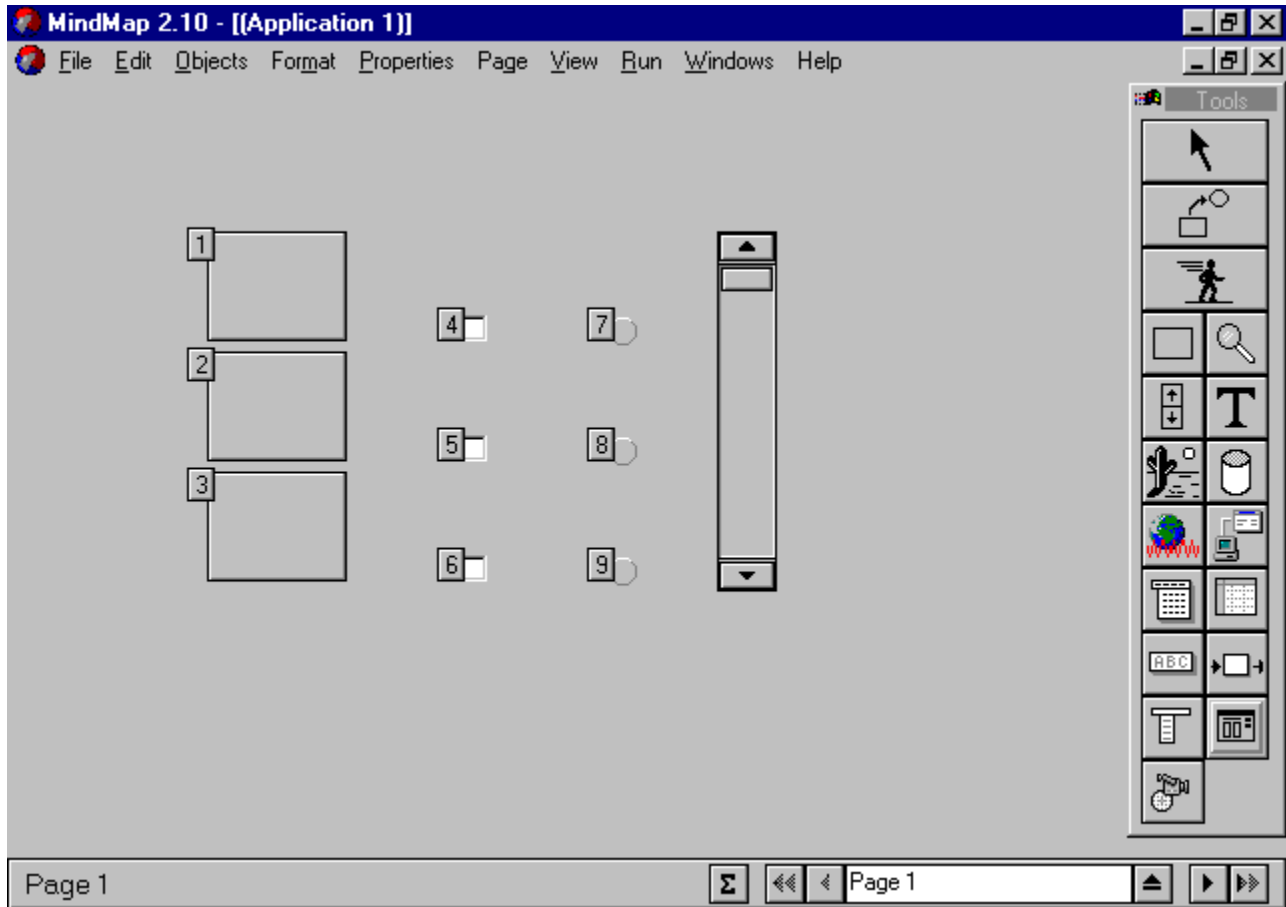 MindMap 2.10 - [(Application 1)]
File Edit Objects Format Properties Page View Run Windows Help
Tools
1
4 7
2
5 8
3
6 9
T
ABC
Page 1 Σ Page 1